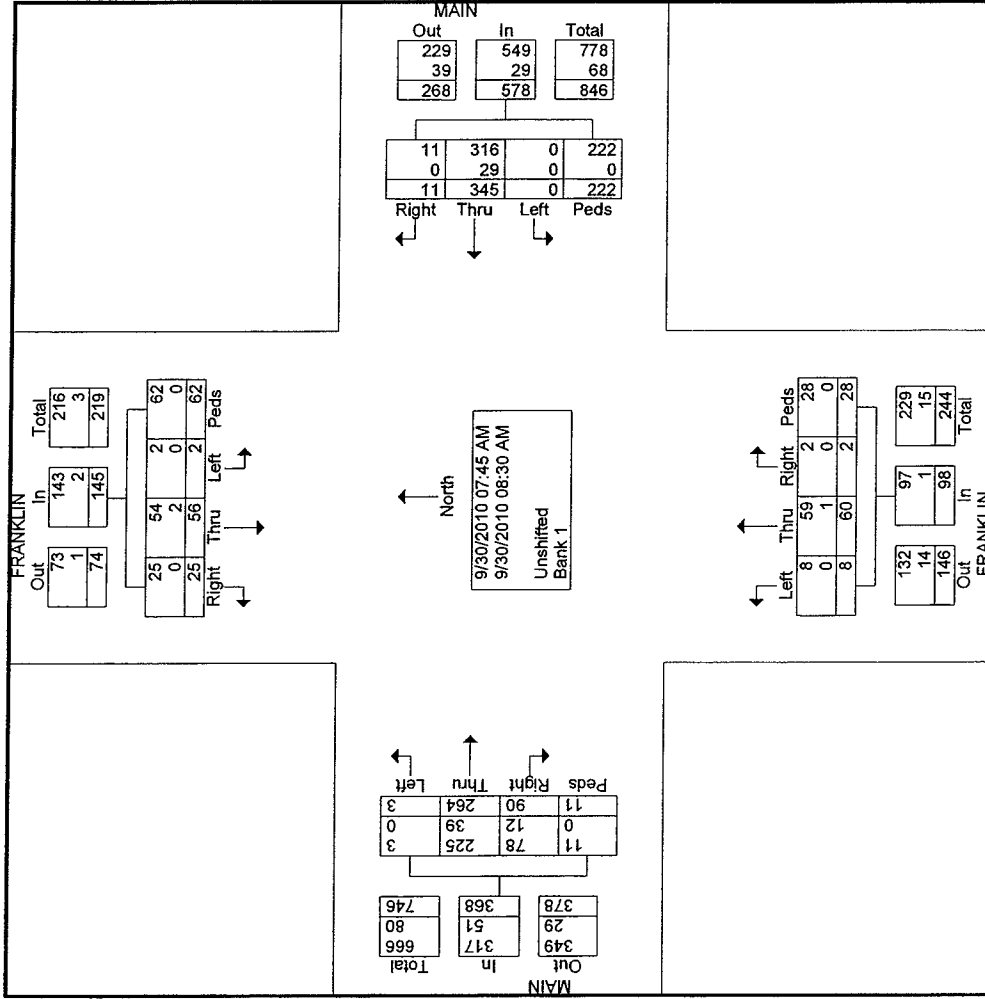 MAIN
Out In Total
229 549 778
39 29 68
268 578 846
11 316 0 222
0 29 0 0
11 345 0 222
Right Thru Left Peds
FRANKLIN
Out In Total
73 143 216
1 2 3
74 145 219
25 54 2 62
0 2 0 0
25 56 2 62
Right Thru Left Peds
North
9/30/2010 07:45 AM
9/30/2010 08:30 AM
Unshifted
Bank 1
Left Thru Right Peds
8 59 2 28
0 1 0 0
8 60 2 28
132 97 229
14 1 15
146 98 244
Out In Total
FRANKLIN
Left Thru Right Peds
3 264 90 11
0 39 12 0
3 225 78 11
746 368 378
80 51 29
666 317 349
Total In Out
MAIN